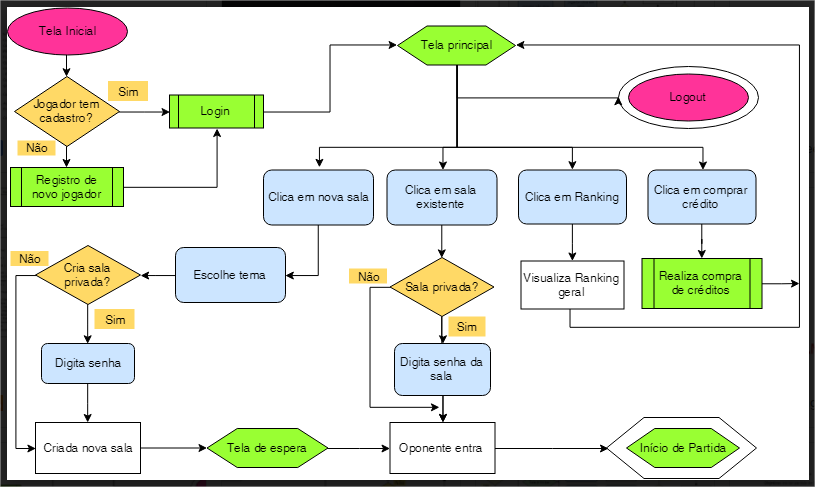 Tela Inicial
Tela principal
Jogador tem
cadastro?
Sim
Login
Logout
Não
Registro de
novo jogador
Clica em nova sala
Clica em sala
existente
Clica em Ranking
Clica em comprar
crédito
Não
Cria sala
privada?
Escolhe tema
Não
Sala privada?
Visualiza Ranking
geral
Realiza compra
de créditos
Sim
Sim
Digita senha
Digita senha da
sala
Criada nova sala
Tela de espera
Oponente entra
Início de Partida